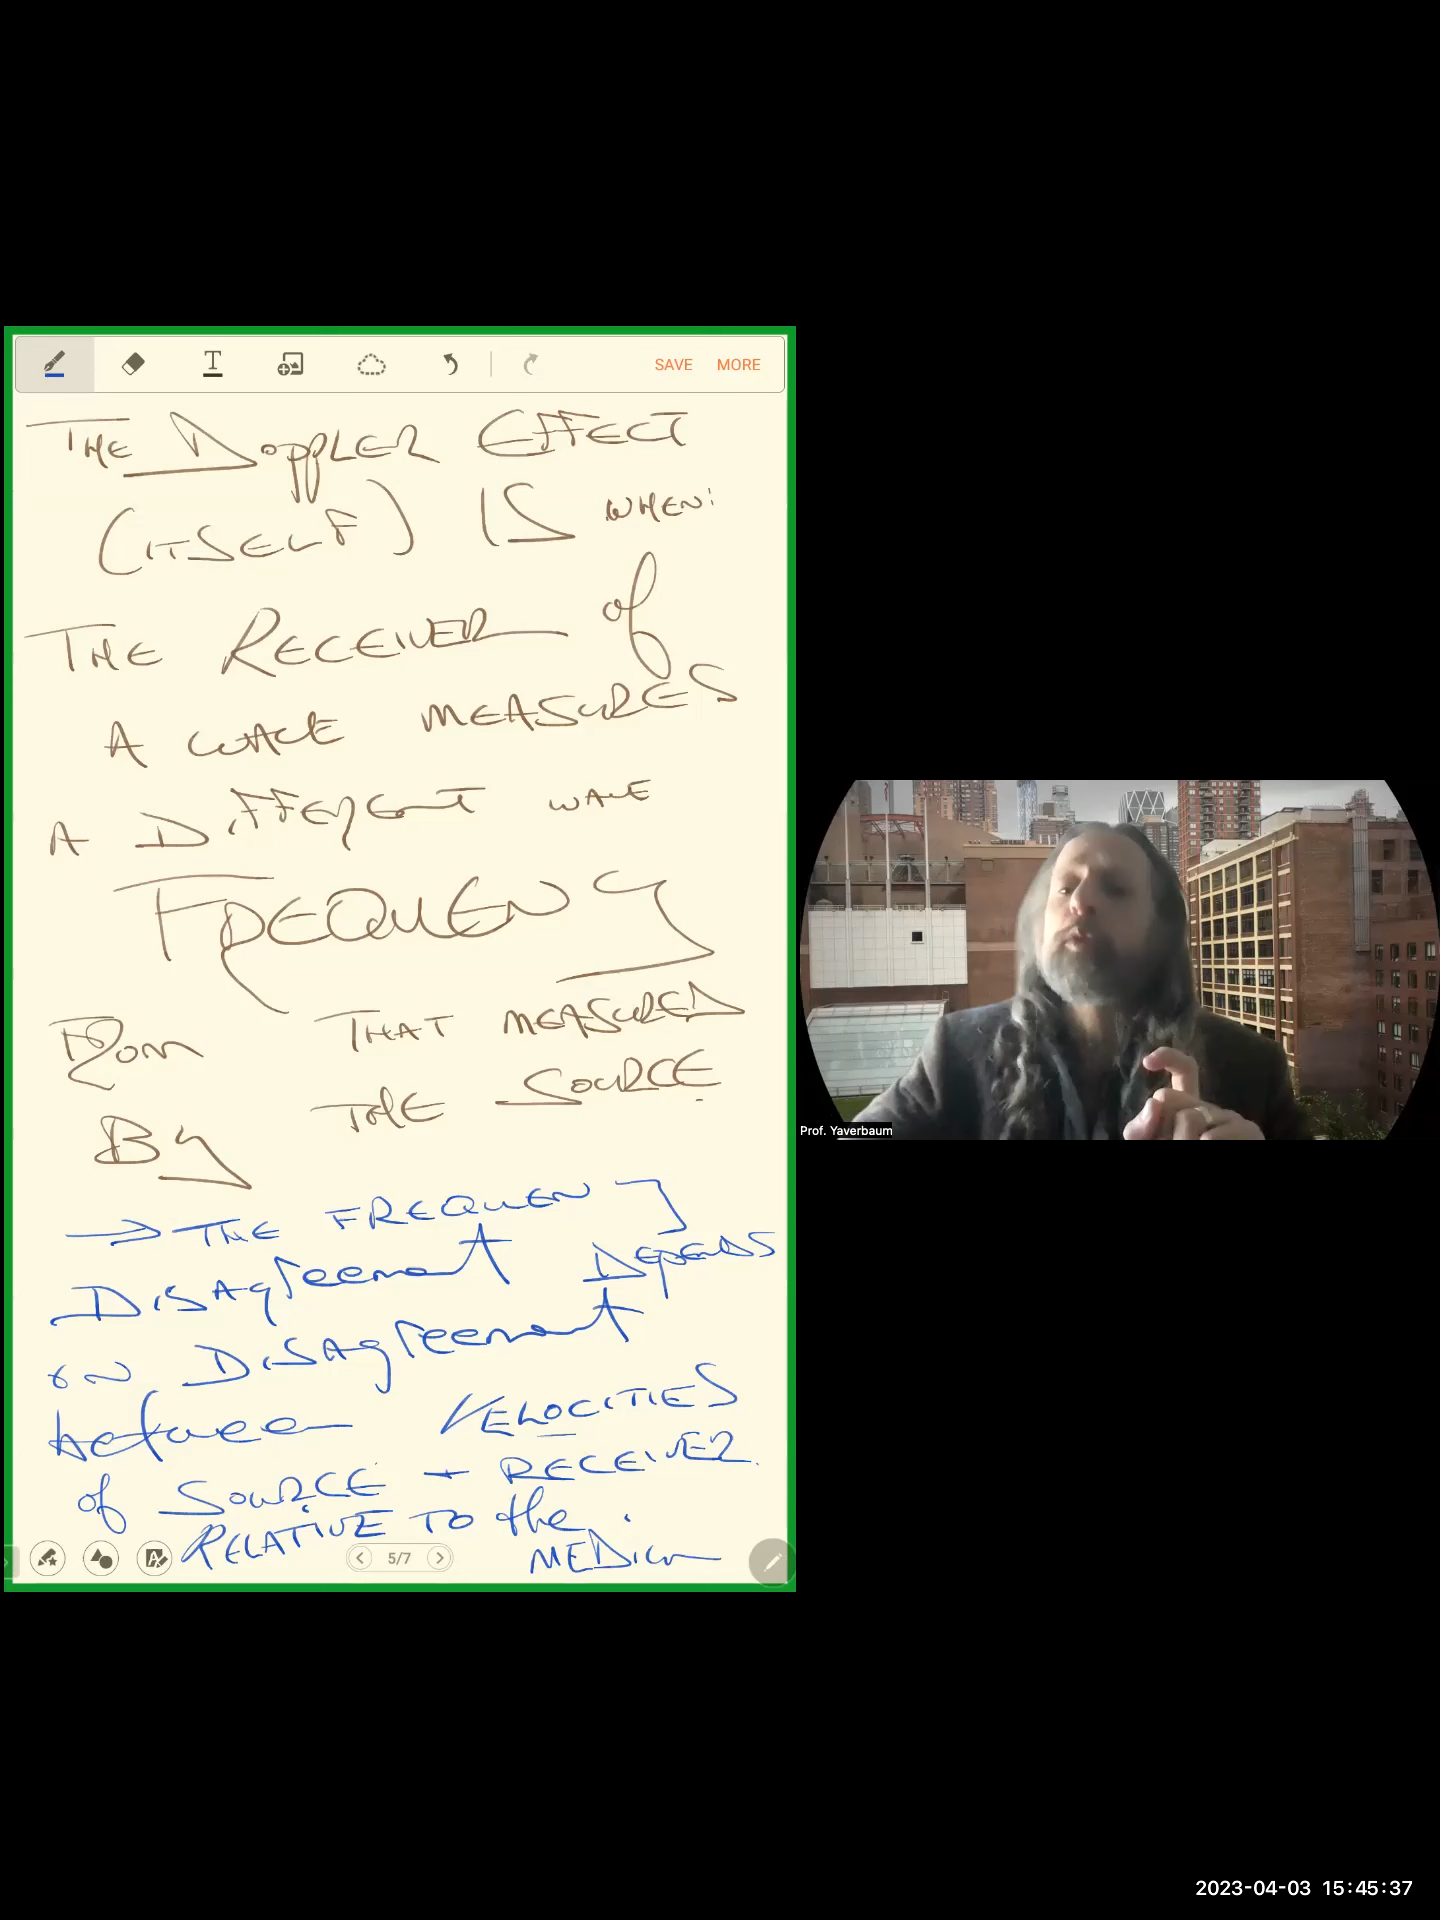 T
SAVE MORE
THE DOPPLER EFFECT
(ITSELF) IS WHEN:
THE RECEIVER of
A WAVE MEASURES
A DIFFERENT WAVE
FREQUENCY
FROM THAT MEASURED
By THE SOURCE
→ THE FREQUENCY
DISAgreement DEPENDS
ON DISAgreement
between VELOCITIES
of SOURCE + RECEIVER
RELATIVE TO the
MEDIUM
5/7
Prof. Yaverbaum
2023-04-03 15:45:37